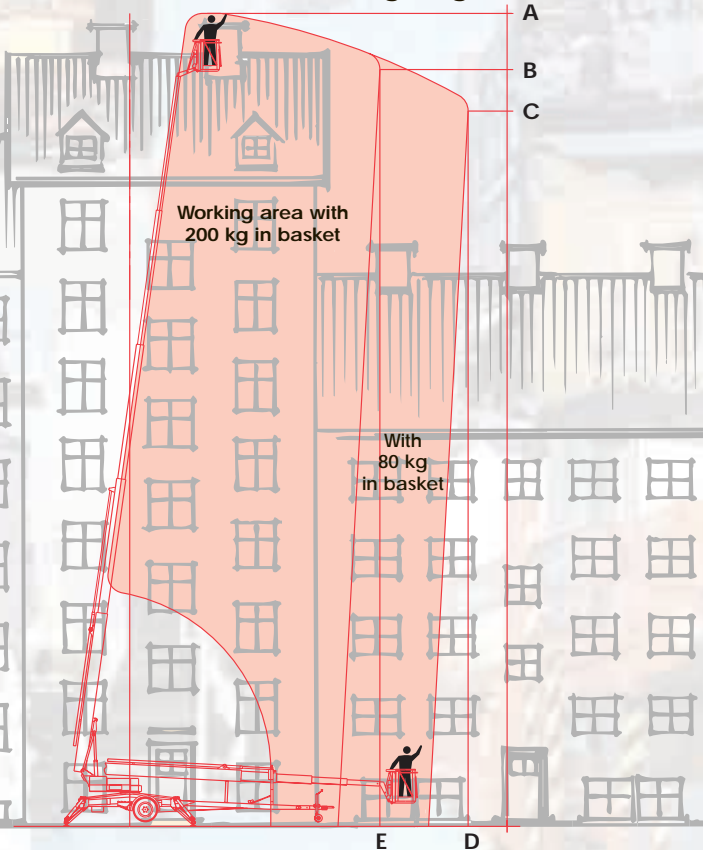 A
B
C
Working area with
200 kg in basket
With
80 kg
in basket
E
D